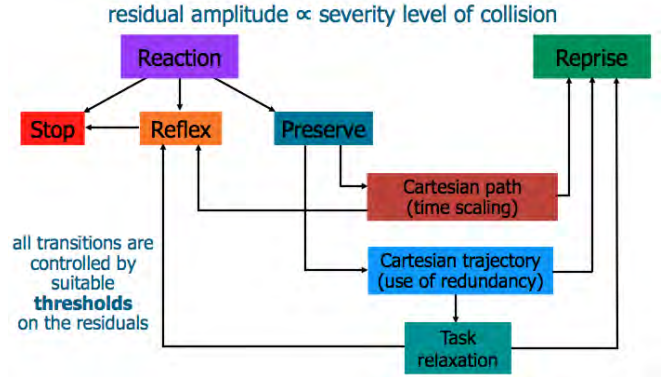 residual amplitude ∝ severity level of collision
Reaction
Reprise
Stop
Reflex
Preserve
Cartesian path
(time scaling)
all transitions are
controlled by
suitable
thresholds
on the residuals
Cartesian trajectory
(use of redundancy)
Task
relaxation